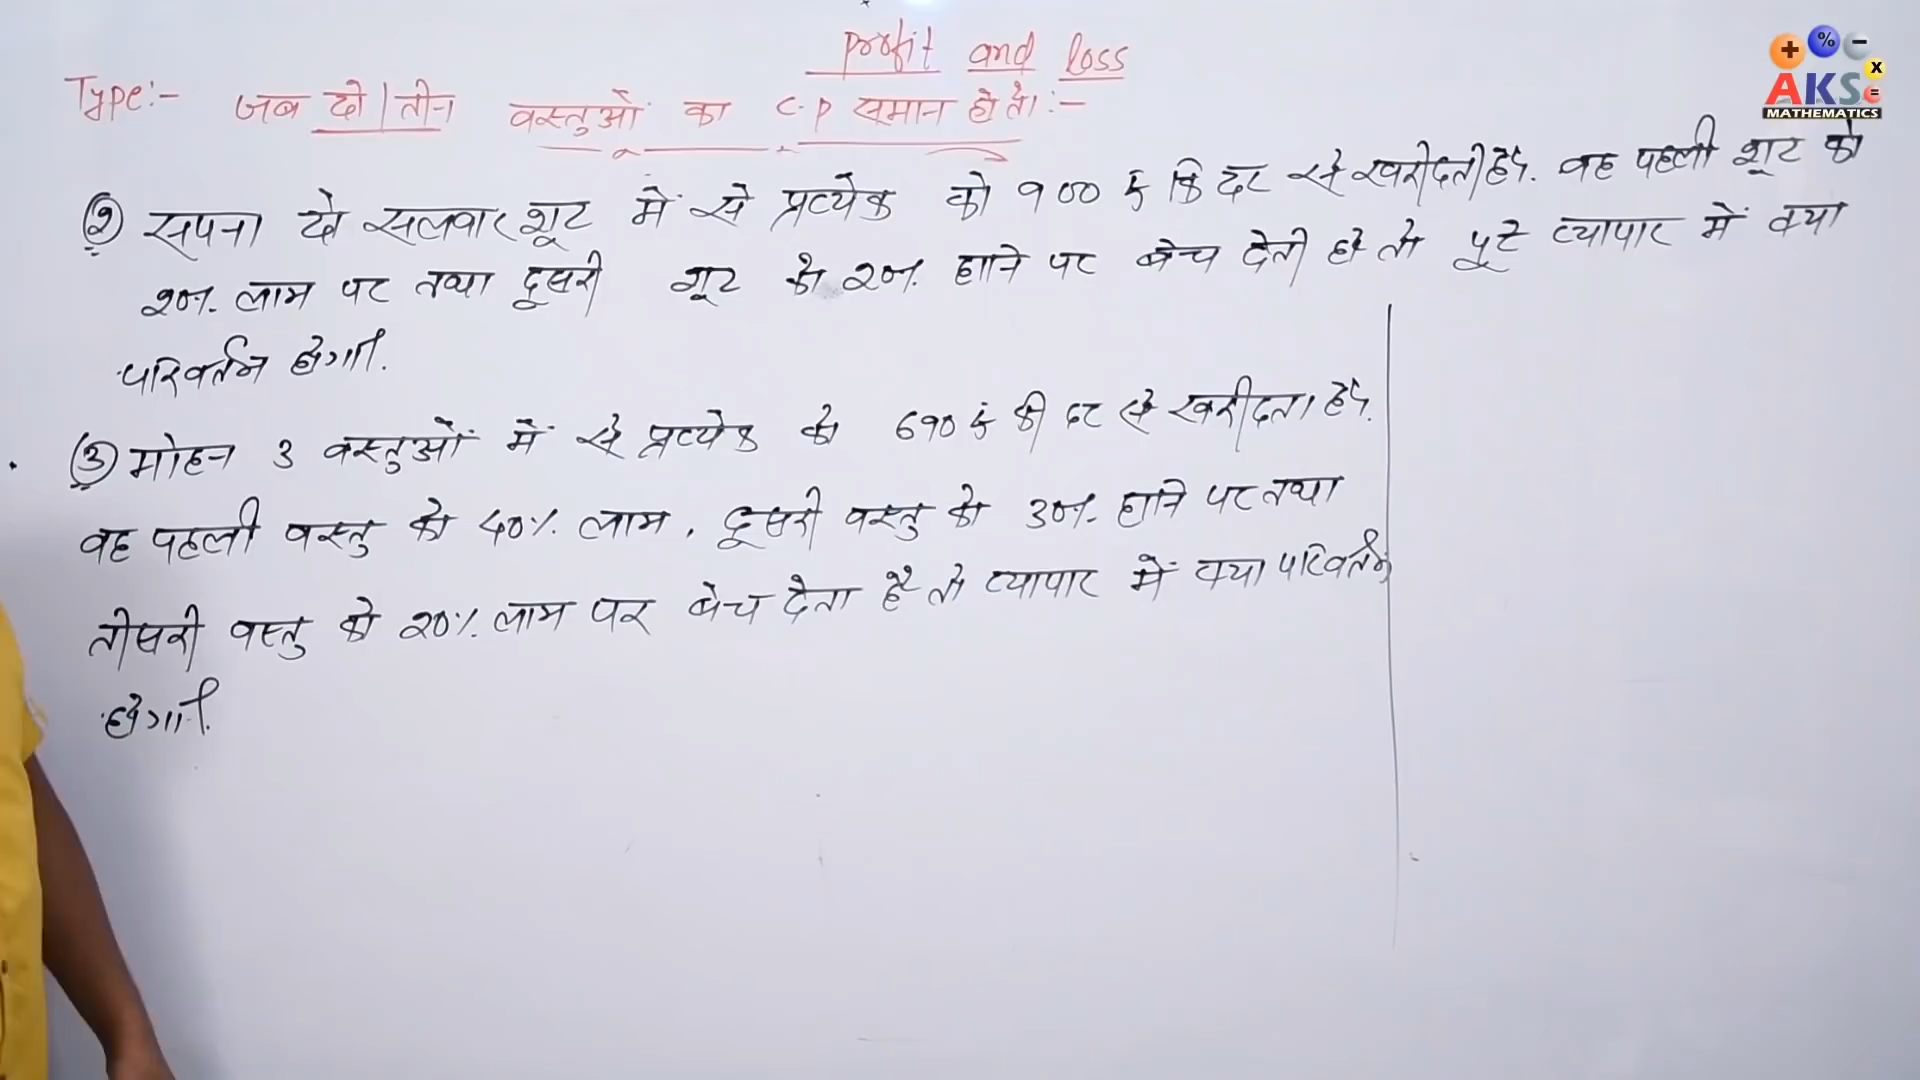 profit and loss
Type:- जब दो/तीन वस्तुओं का C.P समान हो तो:-
(2) सपना दो सलवार शूट में से प्रत्येक को 900 रु कि दर से खरीदती है। वह पहली शूट को
20%. लाभ पर तथा दूसरी शूट को 20%. हानि पर बेच देती है तो पूरे व्यापार में क्या
परिवर्तन होगा।
(3) मोहन 3 वस्तुओं में से प्रत्येक को 690 रु की दर से खरीदता है।
वह पहली वस्तु को 40%. लाभ, दूसरी वस्तु को 30%. हानि पर तथा
तीसरी वस्तु को 20%. लाभ पर बेच देता है तो व्यापार में क्या परिवर्तन
होगा।
AKS
MATHEMATICS